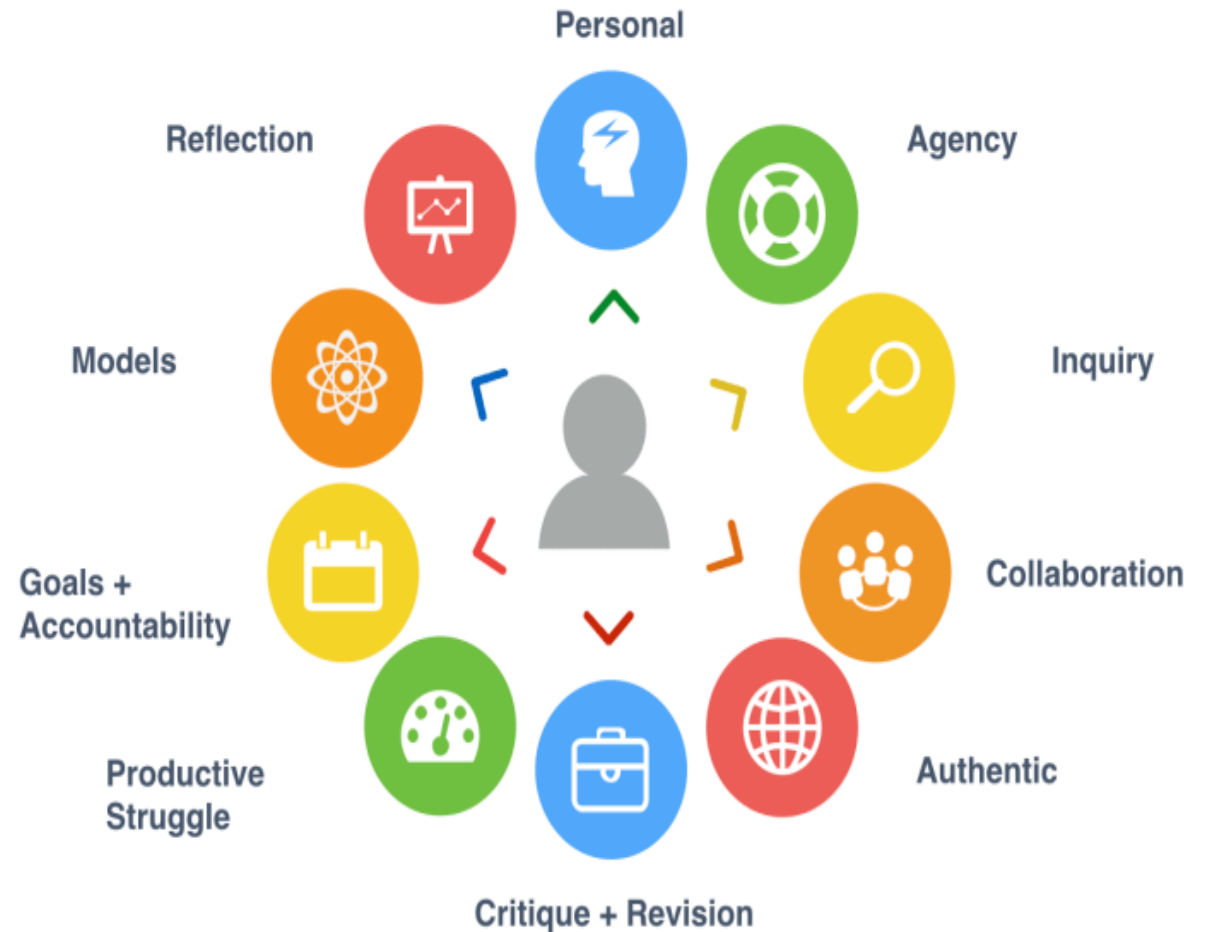 Personal
Reflection
Agency
Models
Inquiry
Goals +
Accountability
Collaboration
Productive
Struggle
Authentic
Critique + Revision